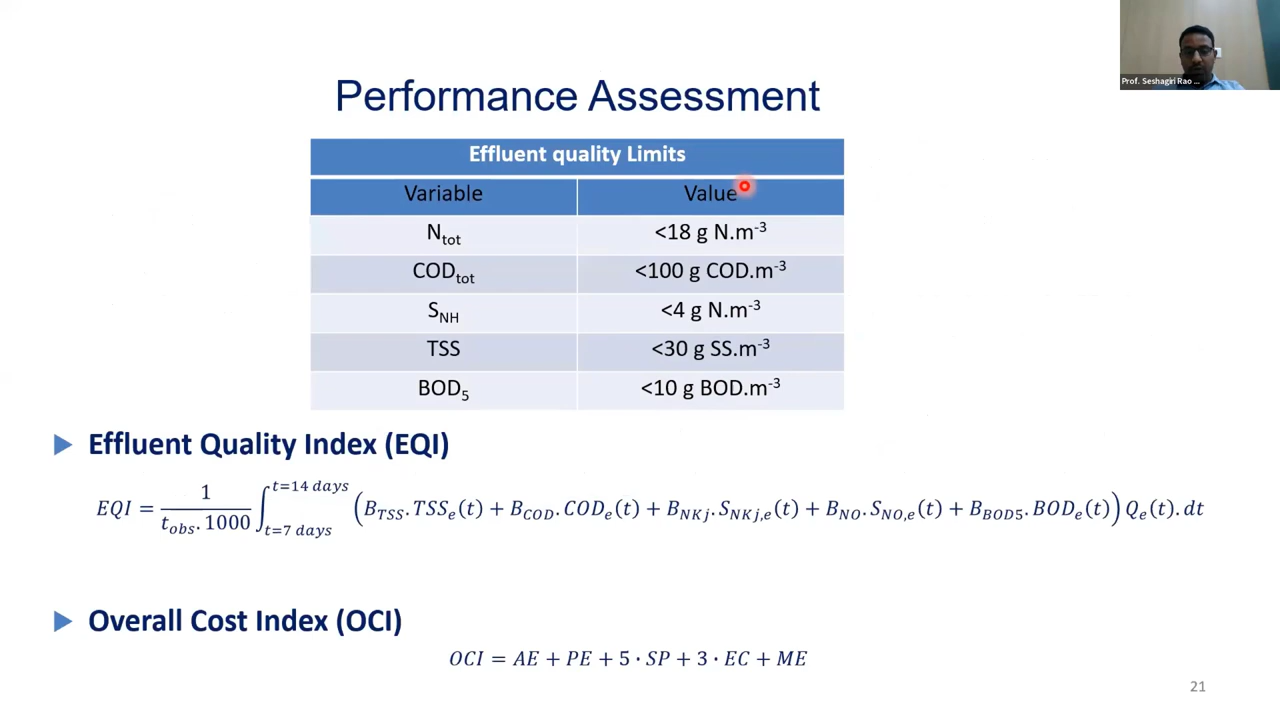 Prof. Seshagiri Rao ...
Performance Assessment
Effluent quality Limits
Variable Value
N_tot <18 g N.m^-3
COD_tot <100 g COD.m^-3
S_NH <4 g N.m^-3
TSS <30 g SS.m^-3
BOD_5 <10 g BOD.m^-3
Effluent Quality Index (EQI)
EQI = 1/(t_obs.1000) ∫_{t=7 days}^{t=14 days} (B_TSS.TSS_e(t) + B_COD.COD_e(t) + B_NKj.S_NKj,e(t) + B_NO.S_NO,e(t) + B_BOD5.BOD_e(t)) Q_e(t).dt
Overall Cost Index (OCI)
OCI = AE + PE + 5 · SP + 3 · EC + ME
21